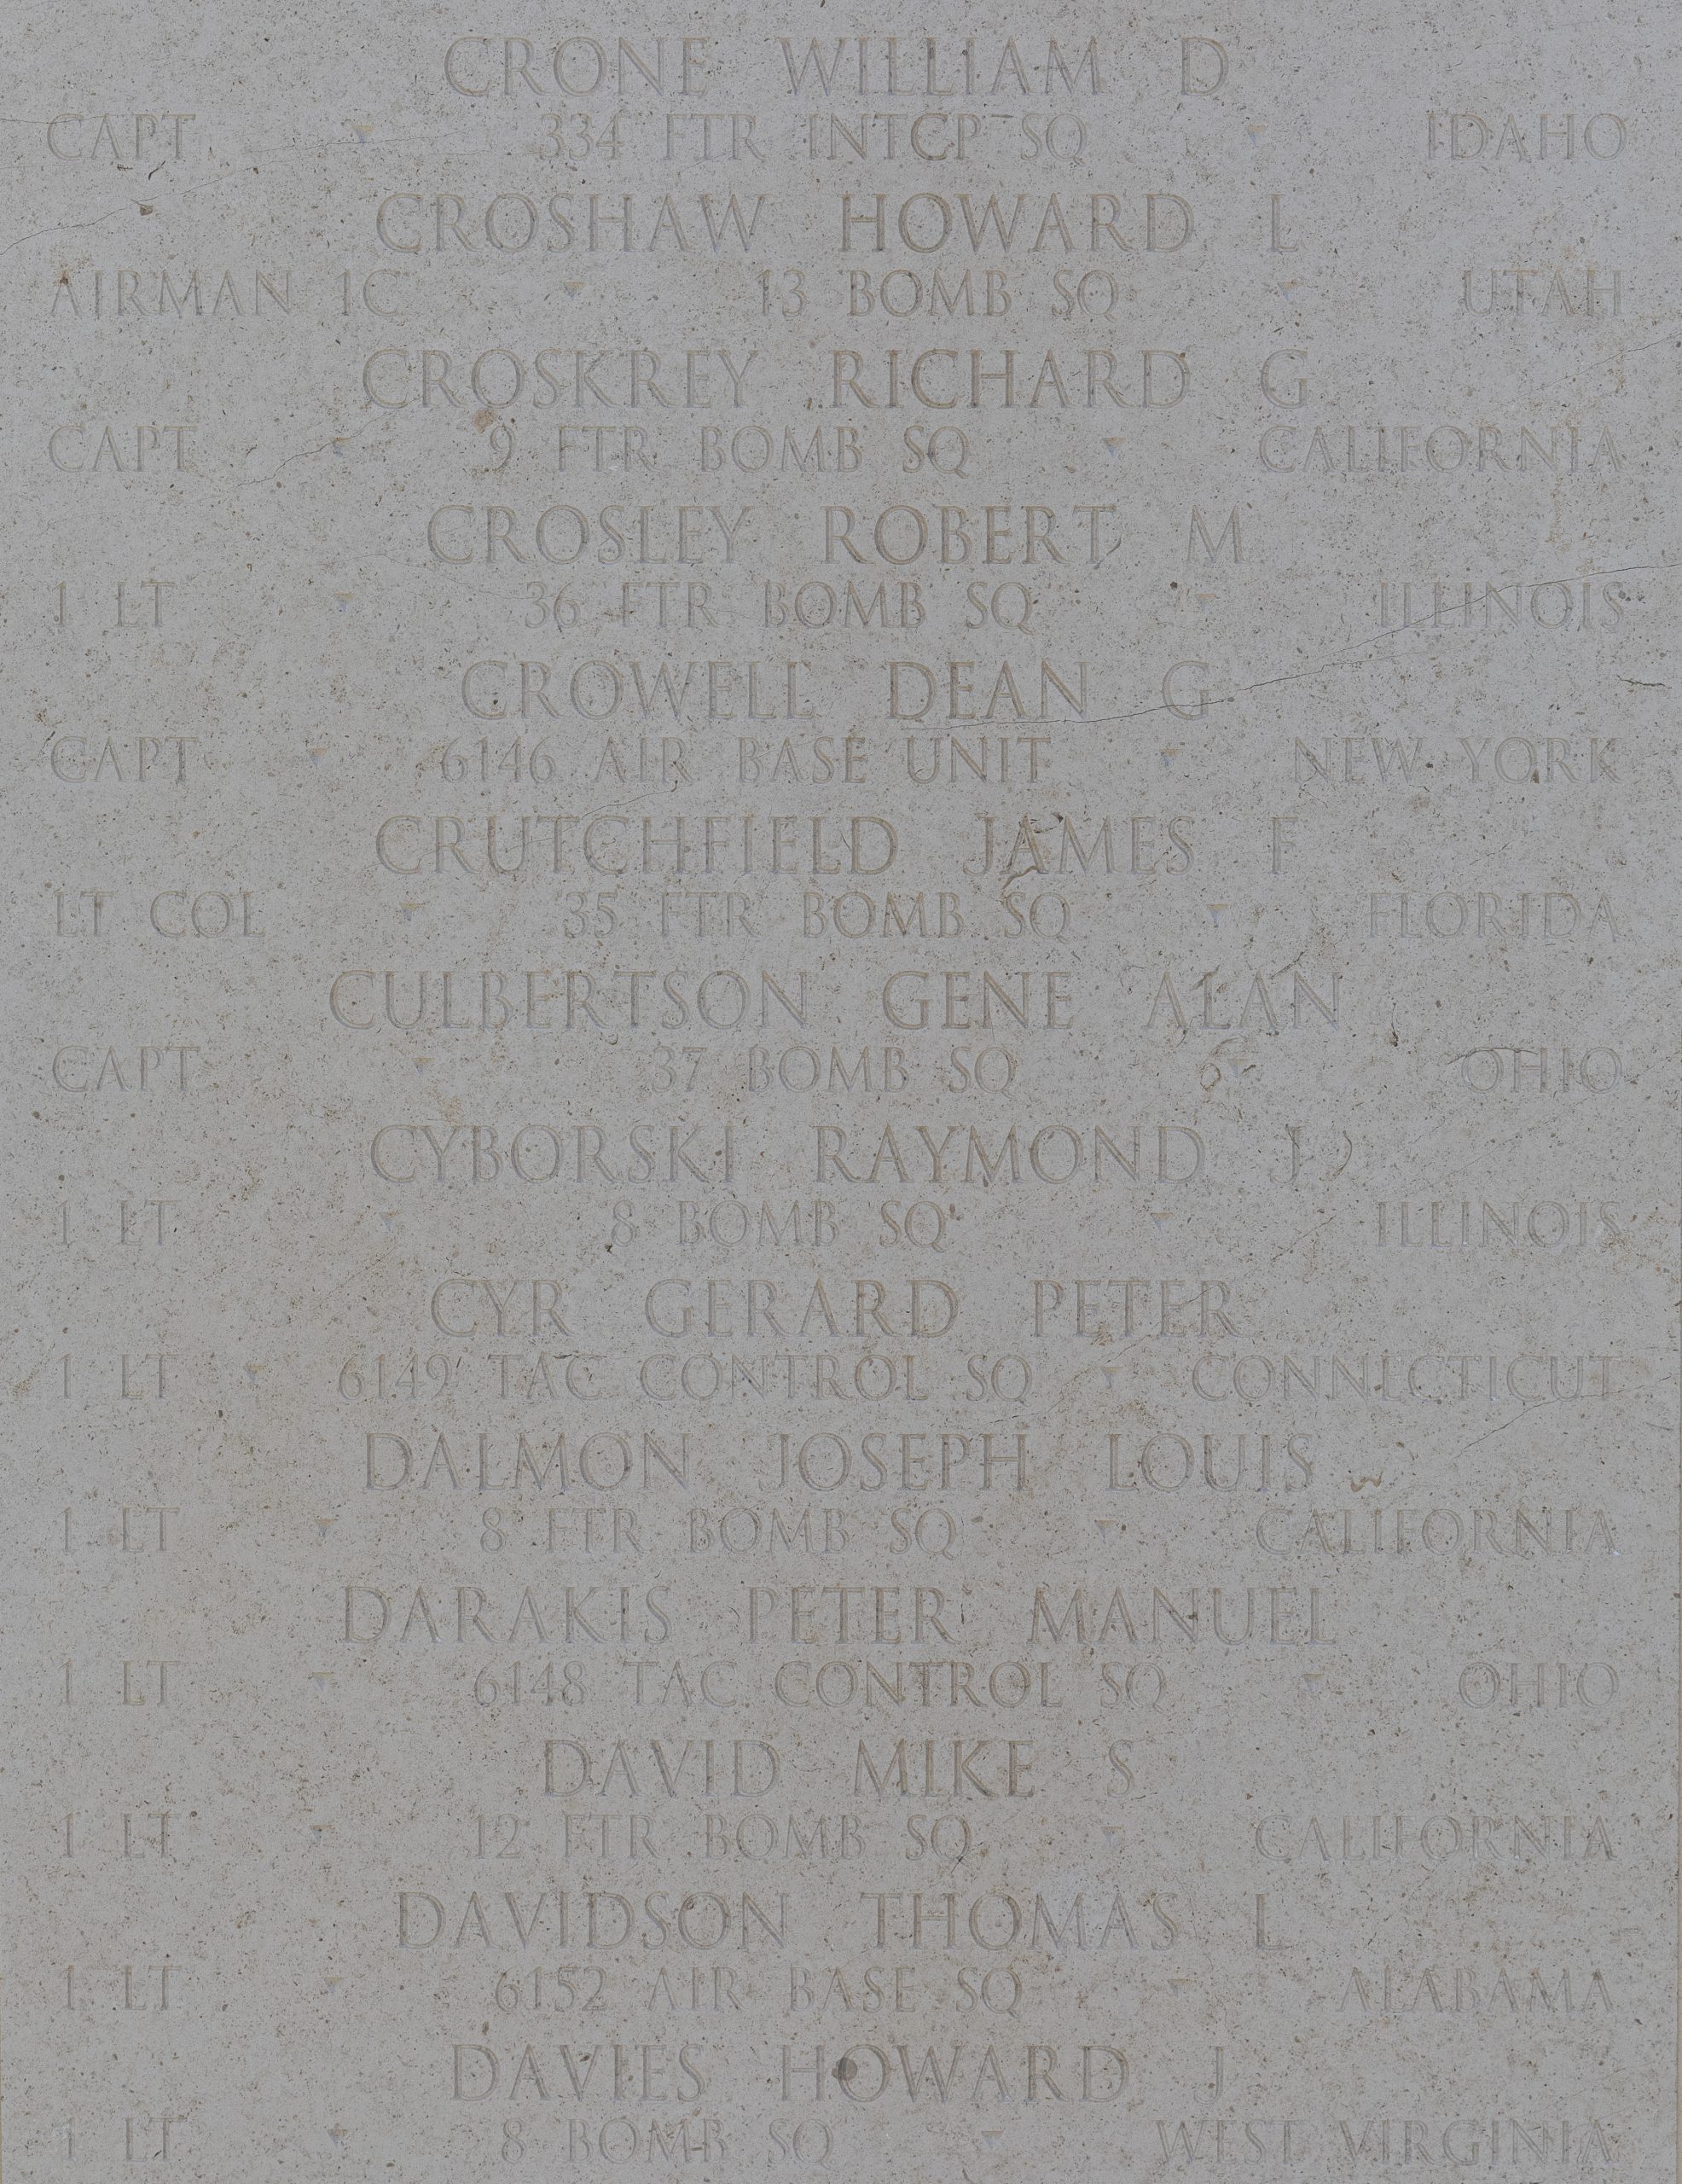 CRONE WILLIAM D
CAPT 334 FTR INTCP SQ IDAHO
CROSHAW HOWARD L
AIRMAN 1C 13 BOMB SQ UTAH
CROSKREY RICHARD G
CAPT 9 FTR BOMB SQ CALIFORNIA
CROSLEY ROBERT M
1 LT 36 FTR BOMB SQ ILLINOIS
CROWELL DEAN G
CAPT 6146 AIR BASE UNIT NEW YORK
CRUTCHFIELD JAMES F
LT COL 35 FTR BOMB SQ FLORIDA
CULBERTSON GENE ALAN
CAPT 37 BOMB SQ OHIO
CYBORSKI RAYMOND J
1 LT 8 BOMB SQ ILLINOIS
CYR GERARD PETER
1 LT 6149 TAC CONTROL SQ CONNECTICUT
DALMON JOSEPH LOUIS
1 LT 8 FTR BOMB SQ CALIFORNIA
DARAKIS PETER MANUEL
1 LT 6148 TAC CONTROL SQ OHIO
DAVID MIKE S
1 LT 12 FTR BOMB SQ CALIFORNIA
DAVIDSON THOMAS L
1 LT 6152 AIR BASE SQ ALABAMA
DAVIES HOWARD J
1 LT 8 BOMB SQ WEST VIRGINIA